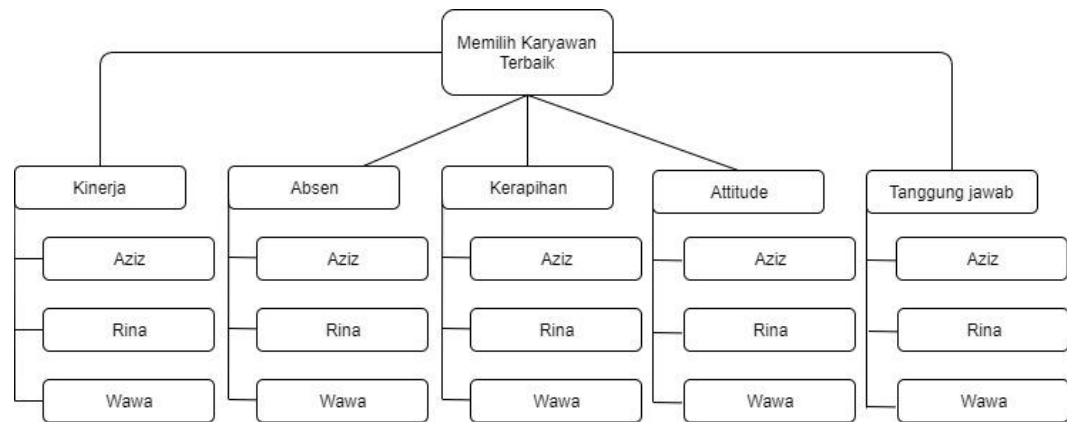 Memilih Karyawan
Terbaik
Kinerja
Absen
Kerapihan
Attitude
Tanggung jawab
Aziz
Aziz
Aziz
Aziz
Aziz
Rina
Rina
Rina
Rina
Rina
Wawa
Wawa
Wawa
Wawa
Wawa